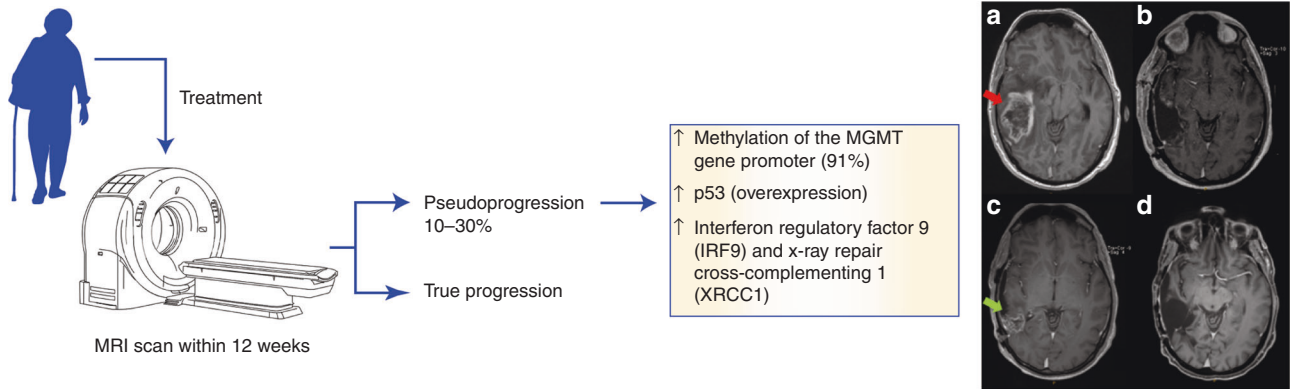 Treatment
MRI scan within 12 weeks
Pseudoprogression
10–30%
True progression
↑ Methylation of the MGMT
gene promoter (91%)
↑ p53 (overexpression)
↑ Interferon regulatory factor 9
(IRF9) and x-ray repair
cross-complementing 1
(XRCC1)
a
b
c
d